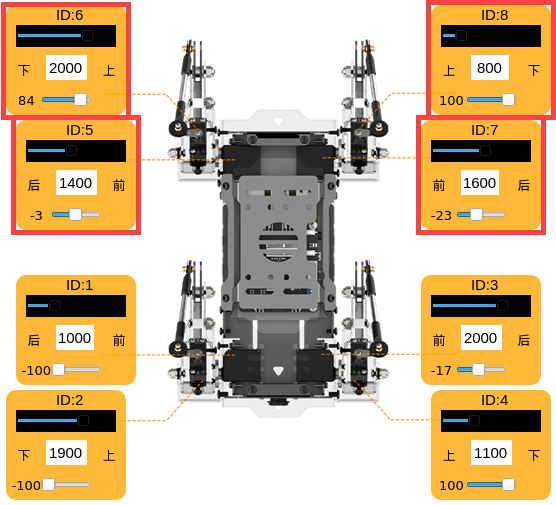 ID:6
下 2000 上
84
ID:8
上 800 下
100
ID:5
后 1400 前
-3
ID:7
前 1600 后
-23
ID:1
后 1000 前
-100
ID:3
前 2000 后
-17
ID:2
下 1900 上
-100
ID:4
上 1100 下
100